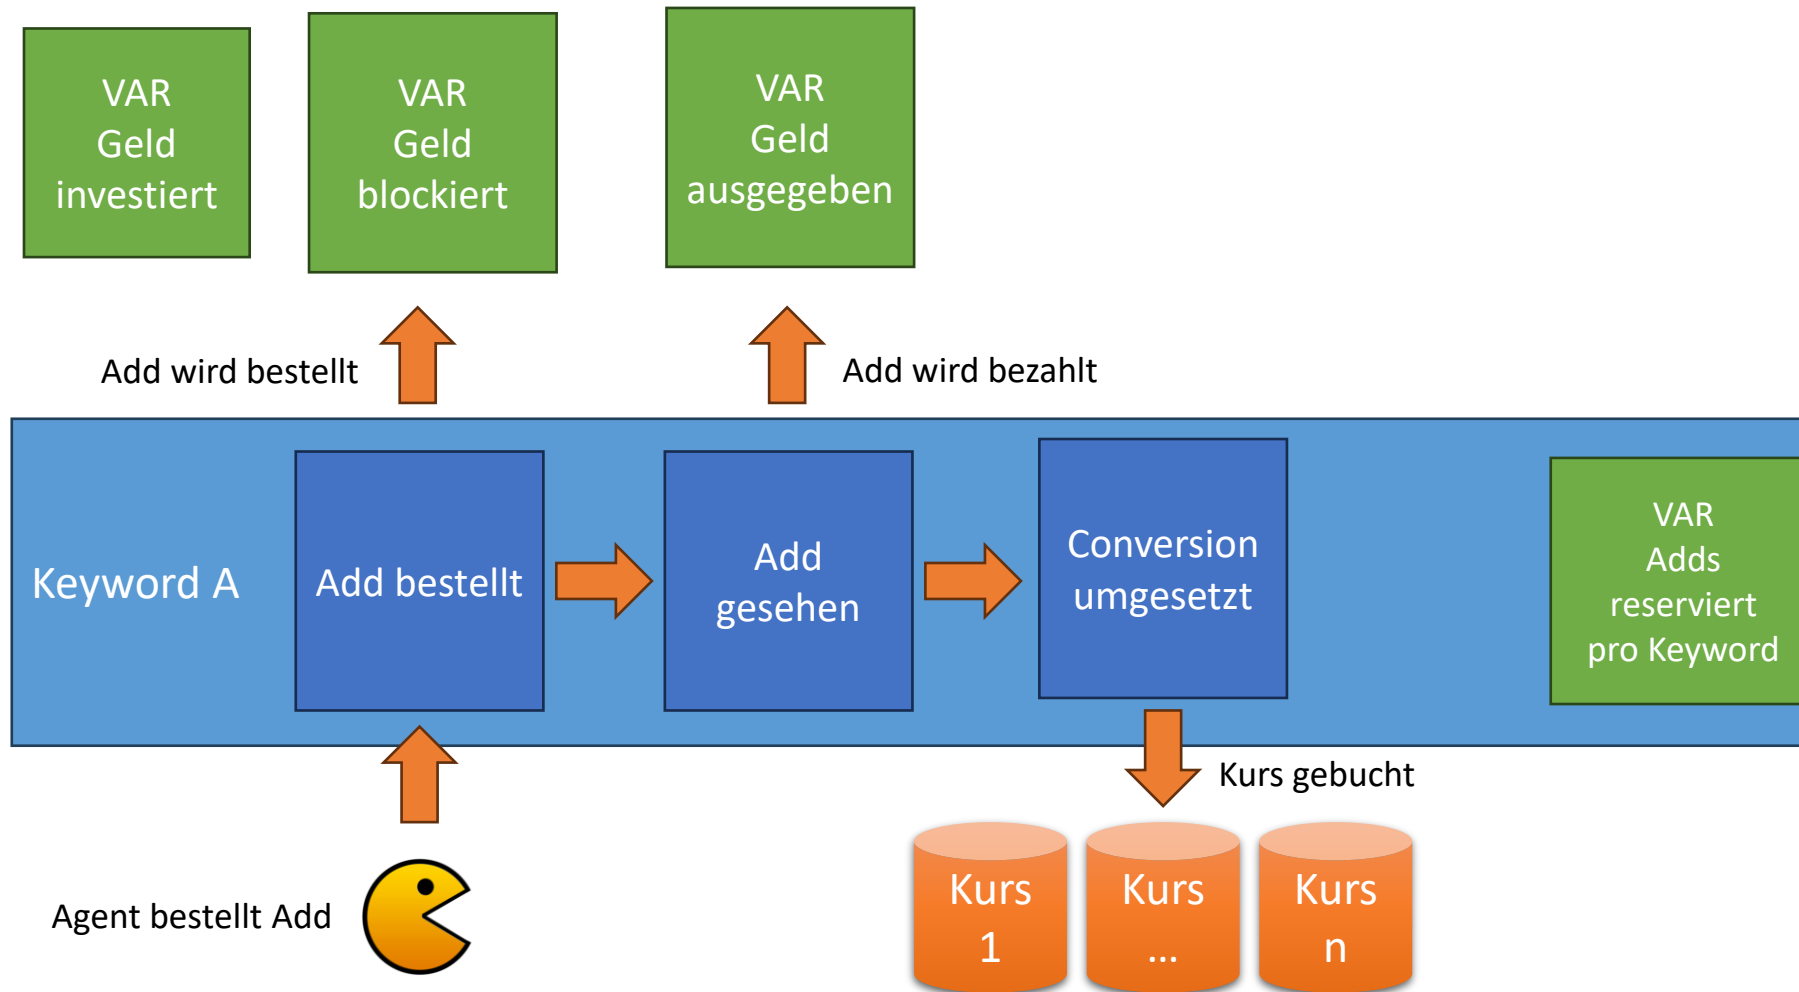 VAR
Geld
investiert
VAR
Geld
blockiert
VAR
Geld
ausgegeben
Add wird bestellt
Add wird bezahlt
Keyword A
Add bestellt
Add
gesehen
Conversion
umgesetzt
VAR
Adds
reserviert
pro Keyword
Kurs gebucht
Agent bestellt Add
Kurs
1
Kurs
...
Kurs
n